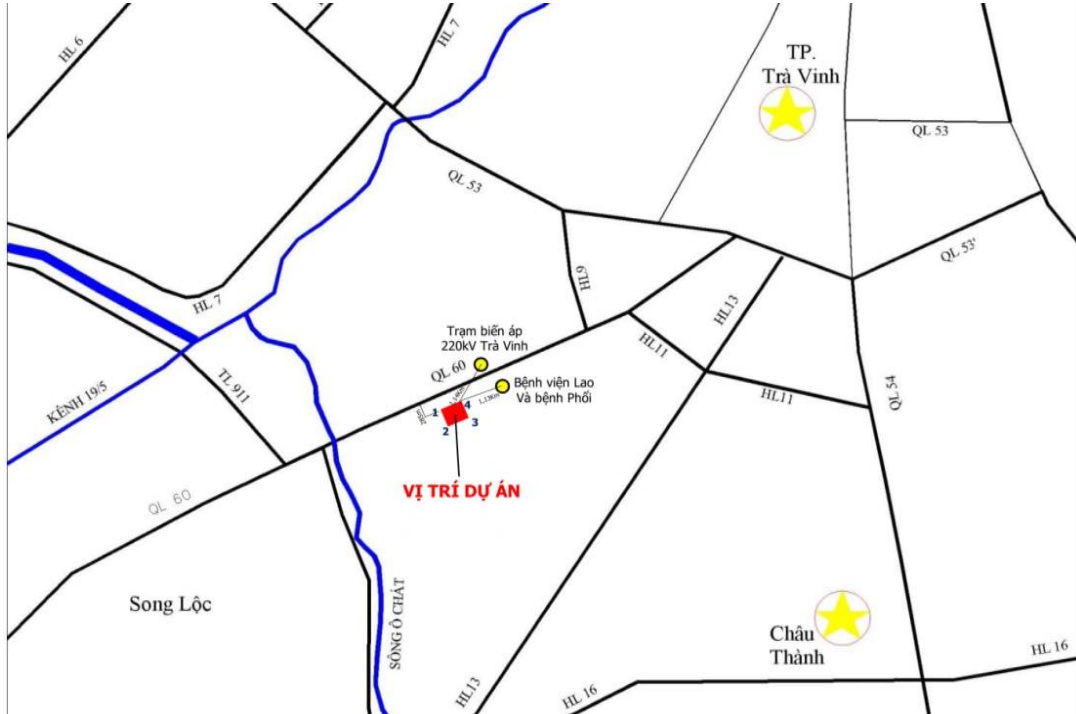 HL 6
HL 7
TP.
Trà Vinh
QL 53
QL 53
QL 53'
HL9
HL 7
HL13
Trạm biến áp
220kV Trà Vinh
QL 60
HL11
Bệnh viện Lao
Và bệnh Phổi
1,12Km
KÊNH 19/5
TL 911
HL11
QL 54
1
4
2
3
VỊ TRÍ DỰ ÁN
QL 60
Song Lộc
SÔNG Ô CHÁT
Châu
Thành
HL13
HL 16
HL 16